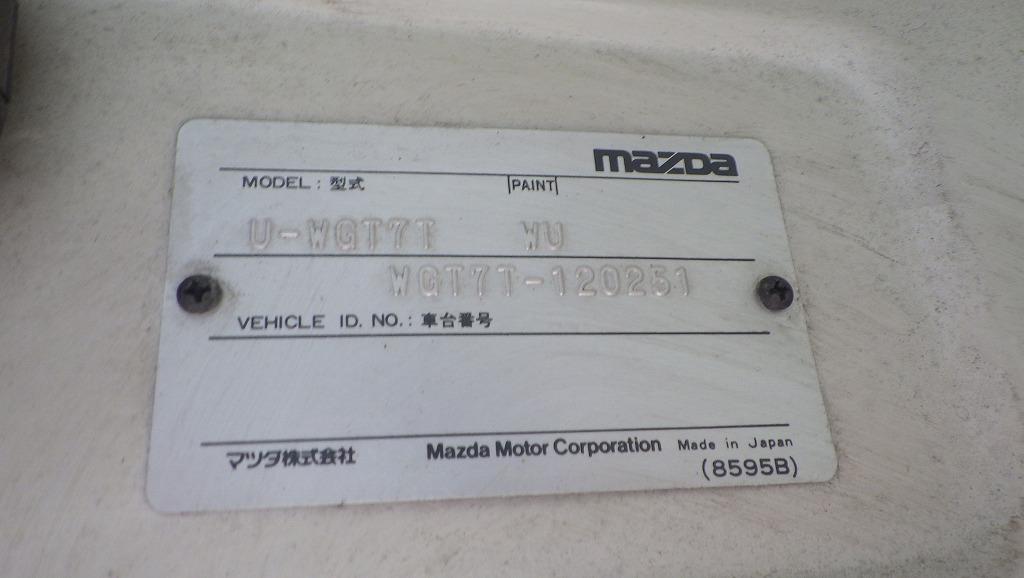 mazda
MODEL : 型式 PAINT
U-WGT7T WU
WGT7T-120251
VEHICLE ID. NO. : 車台番号
マツダ株式会社 Mazda Motor Corporation Made in Japan
(8595B)